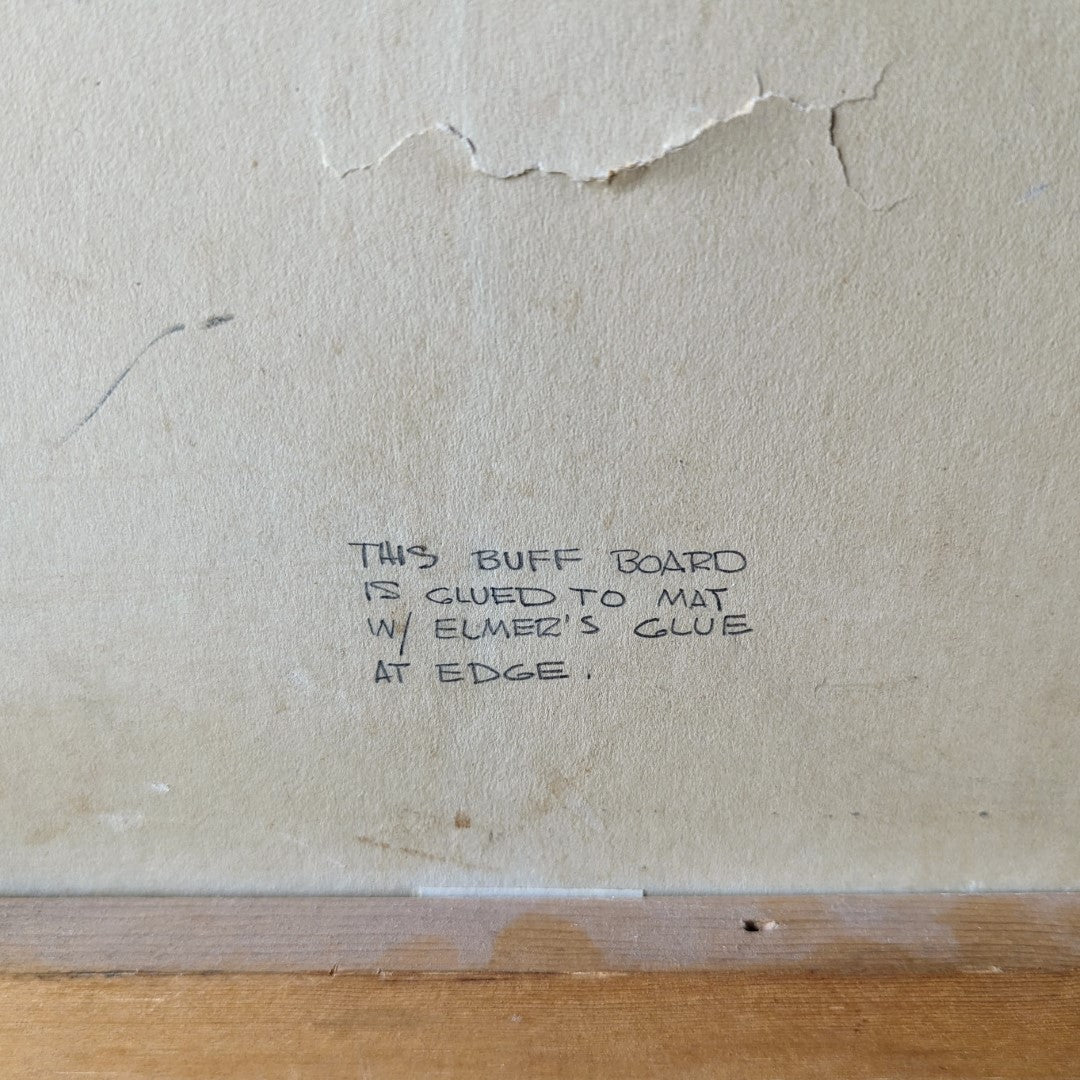 THIS BUFF BOARD
IS GLUED TO MAT
W/ ELMER'S GLUE
AT EDGE.